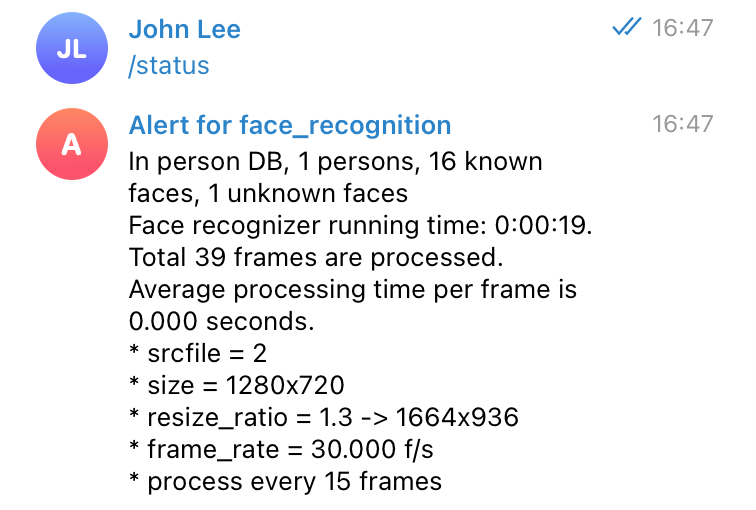 JL
John Lee
16:47
/status
A
Alert for face_recognition
16:47
In person DB, 1 persons, 16 known
faces, 1 unknown faces
Face recognizer running time: 0:00:19.
Total 39 frames are processed.
Average processing time per frame is
0.000 seconds.
* srcfile = 2
* size = 1280x720
* resize_ratio = 1.3 -> 1664x936
* frame_rate = 30.000 f/s
* process every 15 frames